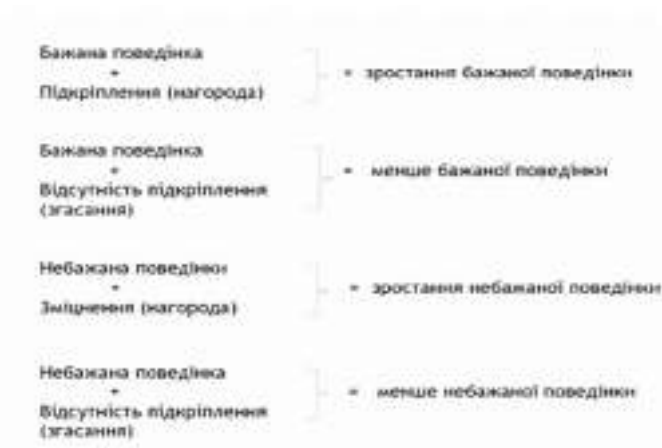 Бажана поведінка
+
Підкріплення (нагорода)
= зростання бажаної поведінки
Бажана поведінка
+
Відсутність підкріплення
(згасання)
= менше бажаної поведінки
Небажана поведінки
+
Зміцнення (нагорода)
= зростання небажаної поведінки
Небажана поведінка
+
Відсутність підкріплення
(згасання)
= менше небажаної поведінки